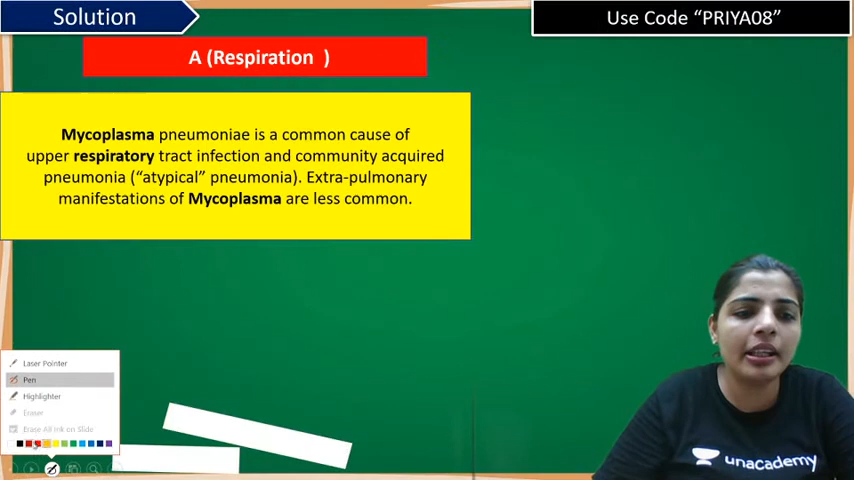 Solution
Use Code “PRIYA08”
A (Respiration  )
Mycoplasma pneumoniae is a common cause of
upper respiratory tract infection and community acquired
pneumonia (“atypical” pneumonia). Extra-pulmonary
manifestations of Mycoplasma are less common.
Laser Pointer
Pen
Highlighter
Eraser
Erase All Ink on Slide
unacademy